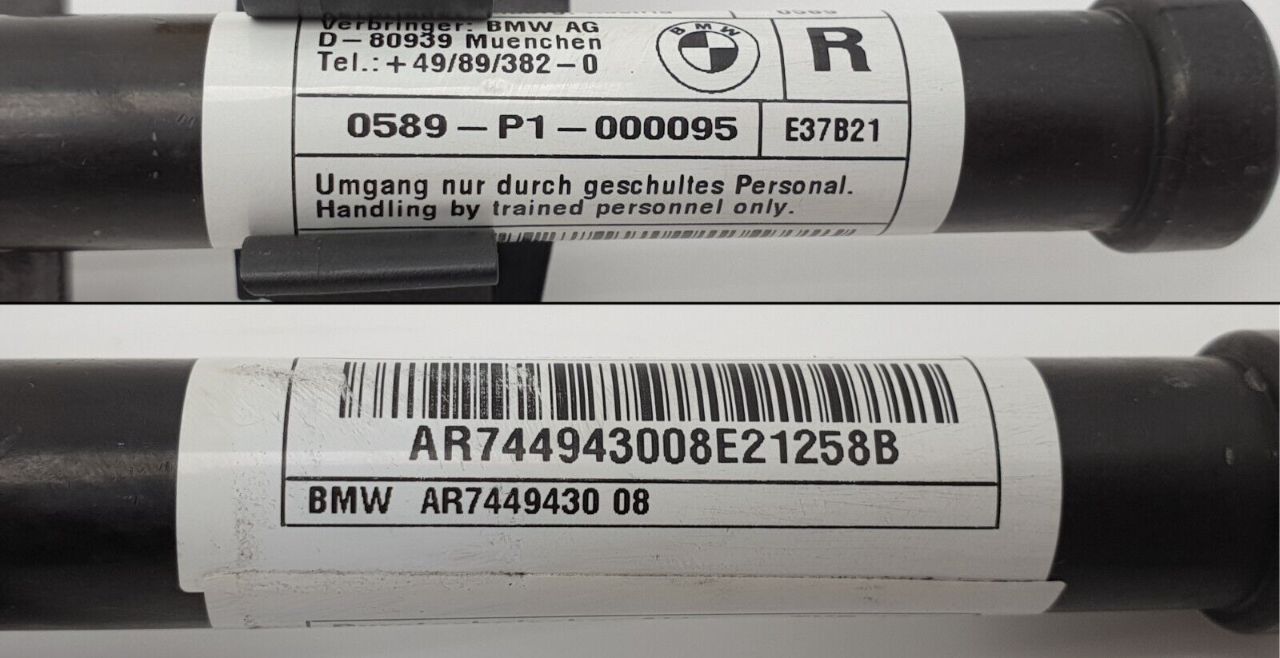 0589
Verbringer: BMW AG
D-80939 Muenchen
Tel.:+49/89/382-0
BMW
R
0589-P1-000095
E37B21
Umgang nur durch geschultes Personal.
Handling by trained personnel only.
AR744943008E21258B
BMW AR7449430 08